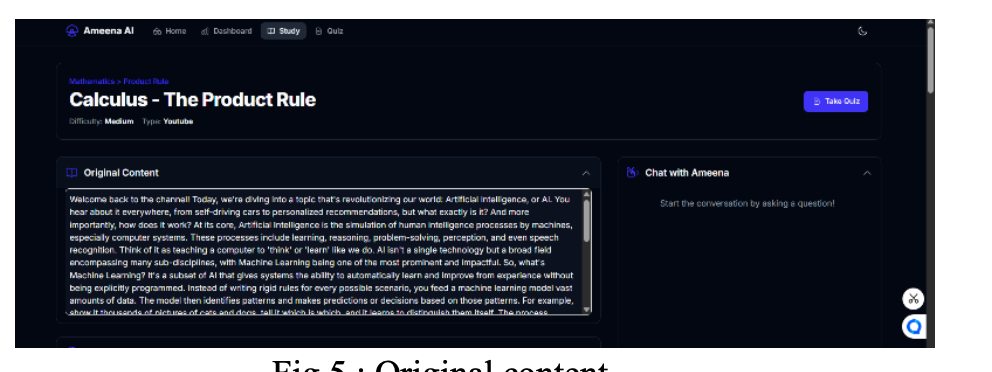 Ameena AI Home Dashboard Study Quiz
Mathematics > Product Rule
Calculus - The Product Rule
Take Quiz
Difficulty: Medium Type: Youtube
Original Content
Chat with Ameena
Welcome back to the channel! Today, we're diving into a topic that's revolutionizing our world: Artificial Intelligence, or AI. You
hear about it everywhere, from self-driving cars to personalized recommendations, but what exactly is it? And more
importantly, how does it work? At its core, Artificial Intelligence is the simulation of human intelligence processes by machines,
especially computer systems. These processes include learning, reasoning, problem-solving, perception, and even speech
recognition. Think of it as teaching a computer to 'think' or 'learn' like we do. AI isn't a single technology but a broad field
encompassing many sub-disciplines, with Machine Learning being one of the most prominent and impactful. So, what's
Machine Learning? It's a subset of AI that gives systems the ability to automatically learn and improve from experience without
being explicitly programmed. Instead of writing rigid rules for every possible scenario, you feed a machine learning model vast
amounts of data. The model then identifies patterns and makes predictions or decisions based on those patterns. For example,
show it thousands of pictures of cats and dogs, tell it which is which, and it learns to distinguish them itself. The process
Start the conversation by asking a question!
Fig 5 : Original content